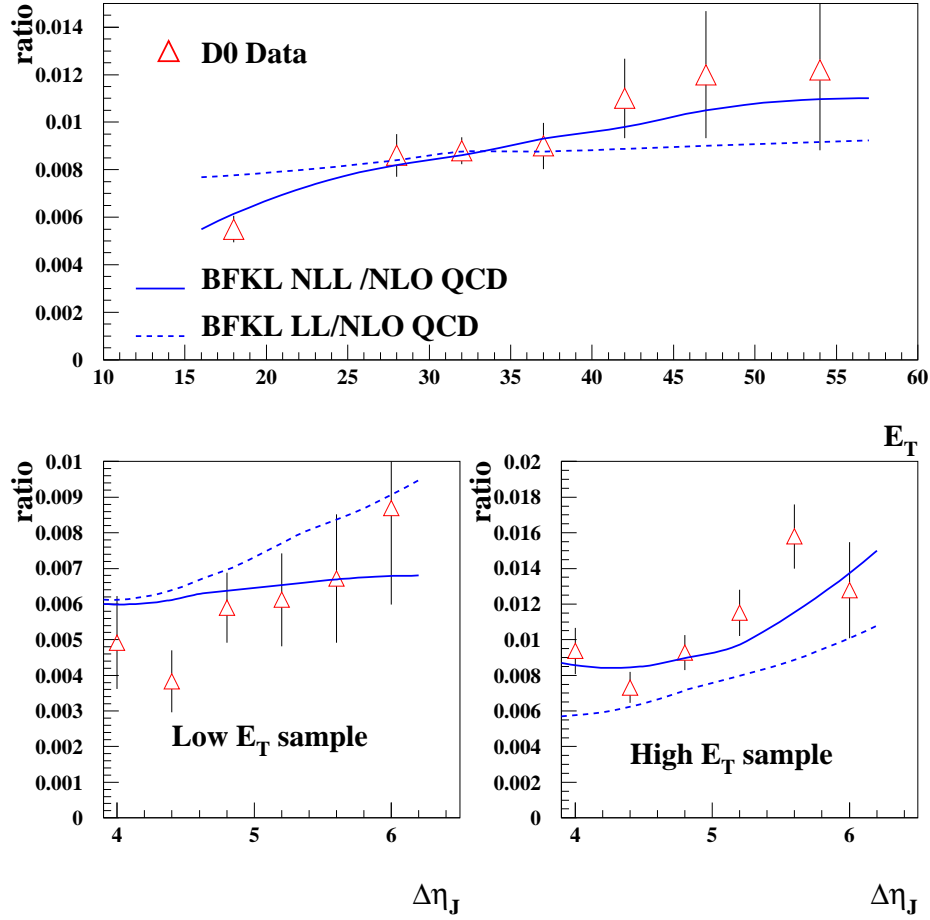 ratio
0.014
0.012
0.01
0.008
0.006
0.004
0.002
0
D0 Data
BFKL NLL /NLO QCD
BFKL LL/NLO QCD
10 15 20 25 30 35 40 45 50 55 60
E_T
ratio
0.01
0.009
0.008
0.007
0.006
0.005
0.004
0.003
0.002
0.001
0
Low E_T sample
4 5 6
Δη_J
ratio
0.02
0.018
0.016
0.014
0.012
0.01
0.008
0.006
0.004
0.002
0
High E_T sample
4 5 6
Δη_J